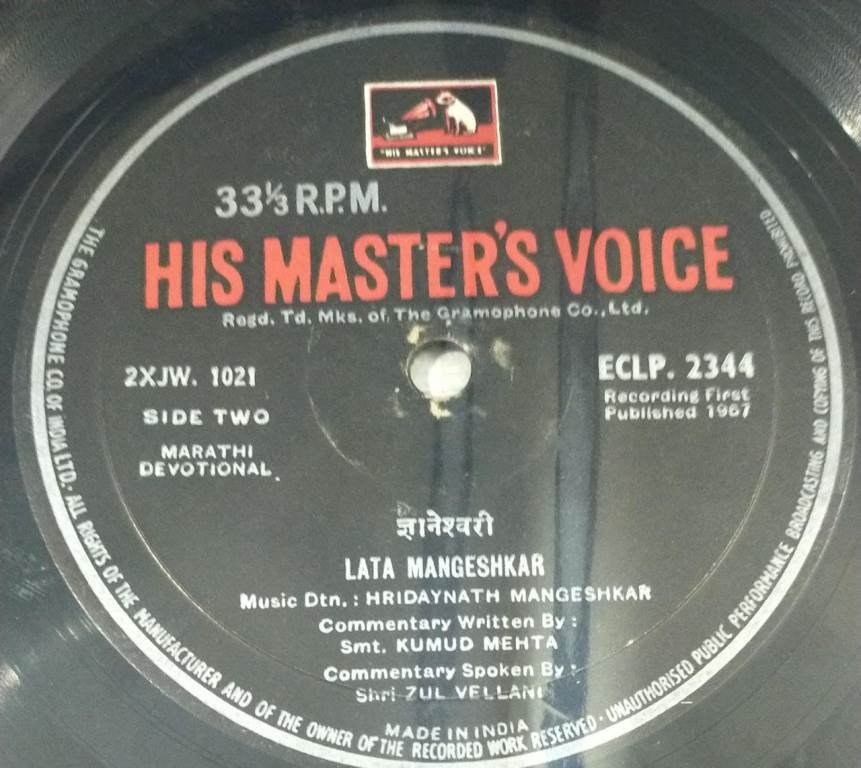 "HIS MASTER'S VOICE"
33⅓ R.P.M.
HIS MASTER'S VOICE
Regd. Td. Mks. of. The Gramophone Co., Ltd.
2XJW. 1021
SIDE TWO
MARATHI
DEVOTIONAL
ECLP. 2344
Recording First
Published 1967
ज्ञानेश्वरी
LATA MANGESHKAR
Music Dtn. : HRIDAYNATH MANGESHKAR
Commentary Written By :
Smt. KUMUD MEHTA
Commentary Spoken By :
Shri ZUL VELLANI
MADE IN INDIA
THE GRAMOPHONE CO. OF INDIA LTD. · ALL RIGHTS OF THE MANUFACTURER AND OF THE OWNER OF THE RECORDED WORK RESERVED · UNAUTHORISED PUBLIC PERFORMANCE BROADCASTING AND COPYING OF THIS RECORD PROHIBITED